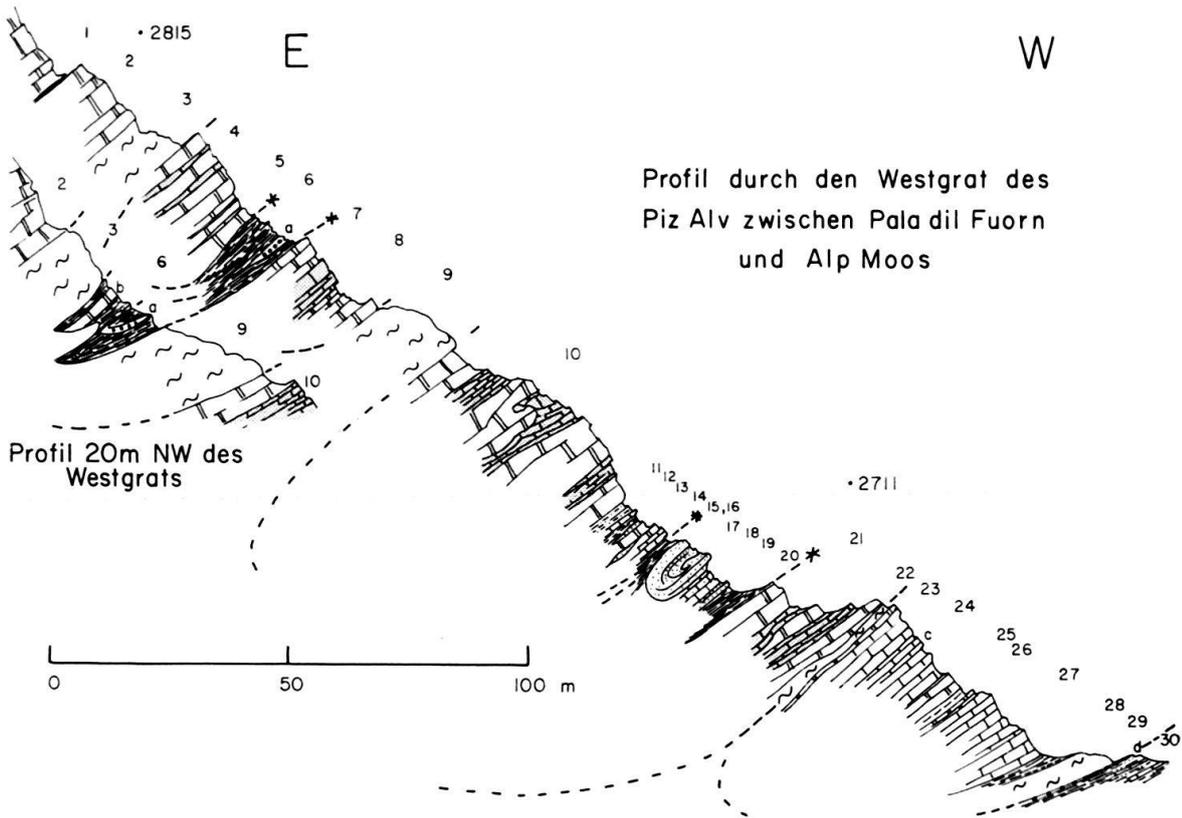 E
W
1
·2815
2
3
4
5
6
7
a
8
9
Profil durch den Westgrat des
Piz Alv zwischen Pala dil Fuorn
und Alp Moos
2
3
6
b
a
9
10
Profil 20m NW des
Westgrats
10
11
12
13
14
15,16
17
18
19
20
·2711
21
22
23
24
c
25
26
27
28
29
d
30
0
50
100 m